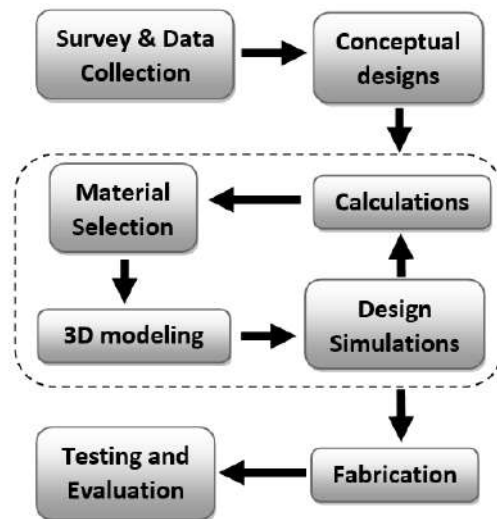 Survey & Data
Collection
Conceptual
designs
Material
Selection
Calculations
3D modeling
Design
Simulations
Testing and
Evaluation
Fabrication